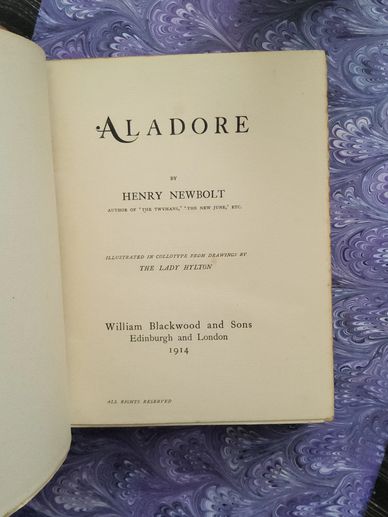 ALADORE
BY
HENRY NEWBOLT
AUTHOR OF "THE TWYMANS," "THE NEW JUNE," ETC.
ILLUSTRATED IN COLLOTYPE FROM DRAWINGS BY
THE LADY HYLTON
William Blackwood and Sons
Edinburgh and London
1914
ALL RIGHTS RESERVED